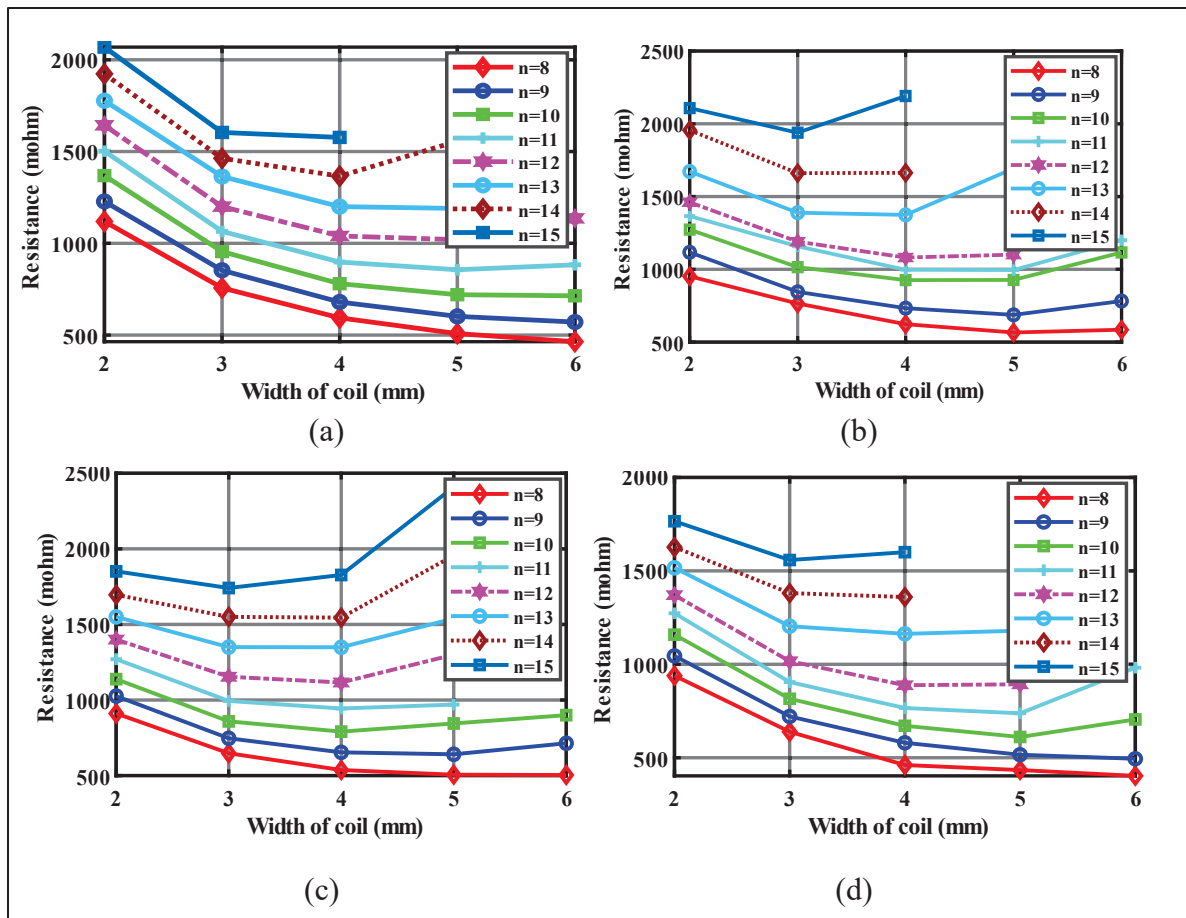 2000
1500
1000
500
Resistance (mohm)
2
3
4
5
6
Width of coil (mm)
n=8
n=9
n=10
n=11
n=12
n=13
n=14
n=15
(a)
2500
2000
1500
1000
500
Resistance (mohm)
2
3
4
5
6
Width of coil (mm)
n=8
n=9
n=10
n=11
n=12
n=13
n=14
n=15
(b)
2500
2000
1500
1000
500
Resistance (mohm)
2
3
4
5
6
Width of coil (mm)
n=8
n=9
n=10
n=11
n=12
n=13
n=14
n=15
(c)
2000
1500
1000
500
Resistance (mohm)
2
3
4
5
6
Width of coil (mm)
n=8
n=9
n=10
n=11
n=12
n=13
n=14
n=15
(d)